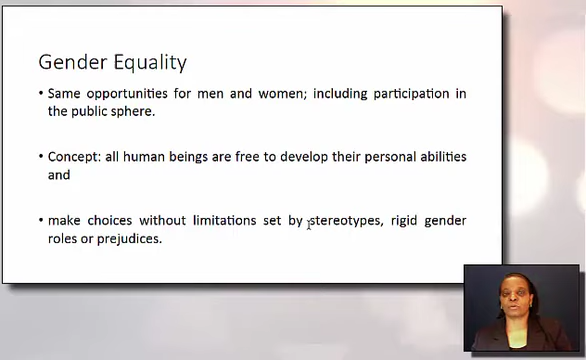 Gender Equality
• Same opportunities for men and women; including participation in
the public sphere.
• Concept: all human beings are free to develop their personal abilities
and
• make choices without limitations set by stereotypes, rigid gender
roles or prejudices.